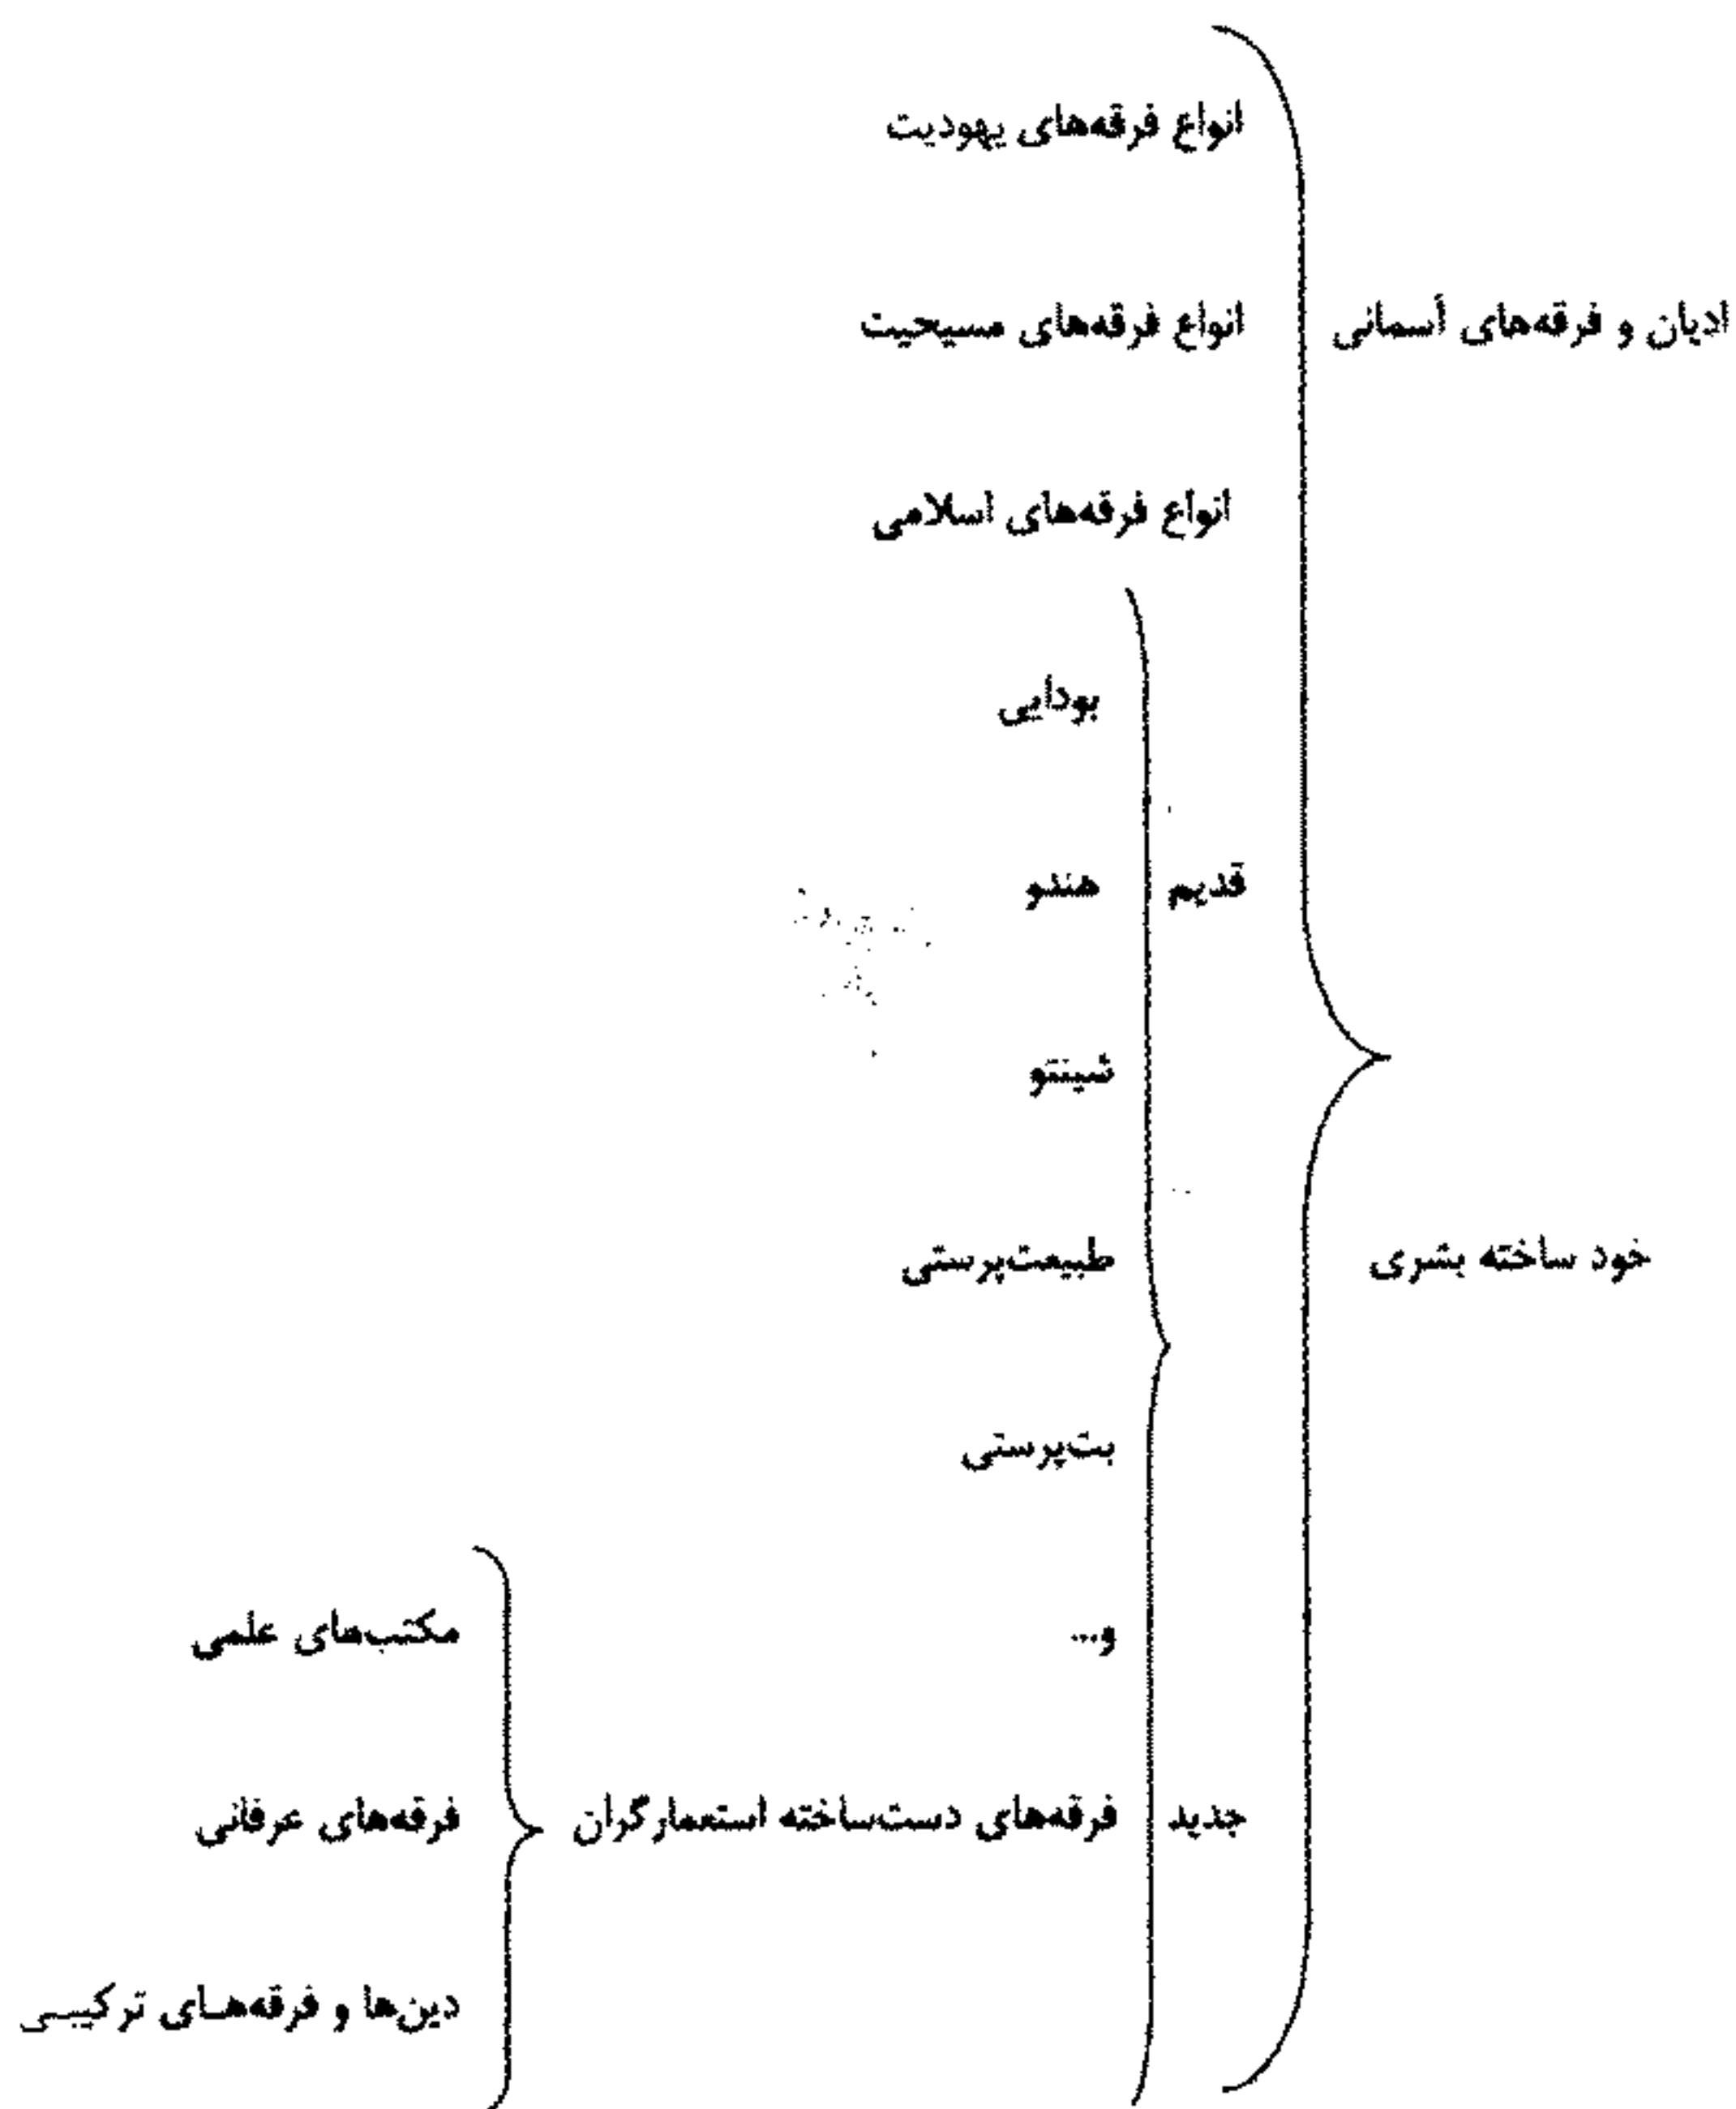 انواع فرقه‌های یهودیت
ادیان و فرقه‌های آسمانی
انواع فرقه‌های مسیحیت
انواع فرقه‌های اسلامی
بودایی
قدیم
هندو
شینتو
خود ساخته بشری
طبیعت‌پرستی
بت‌پرستی
و...
مکتب‌های علمی
جدید
فرقه‌های دست‌ساخته استعمارگران
فرقه‌های عرفانی
دین‌ها و فرقه‌های ترکیبی